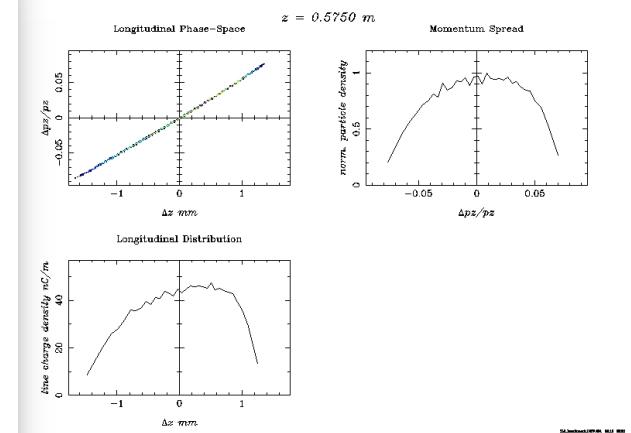 z = 0.5750 m
Longitudinal Phase-Space
Momentum Spread
Δpz/pz
0.05
0
-0.05
-1
0
1
Δz mm
norm. particle density
1
0.5
0
-0.05
0
0.05
Δpz/pz
Longitudinal Distribution
line charge density nC/m
40
20
0
-1
0
1
Δz mm